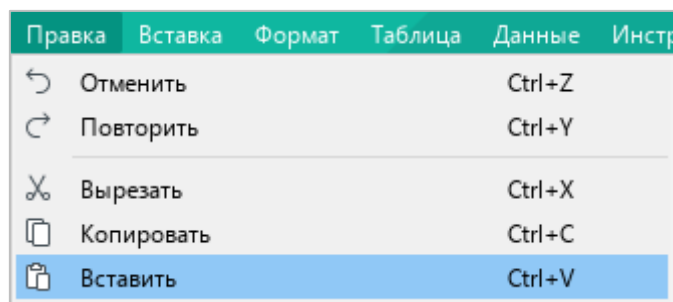 Правка Вставка Формат Таблица Данные
Отменить Ctrl+Z
Повторить Ctrl+Y
Вырезать Ctrl+X
Копировать Ctrl+C
Вставить Ctrl+V